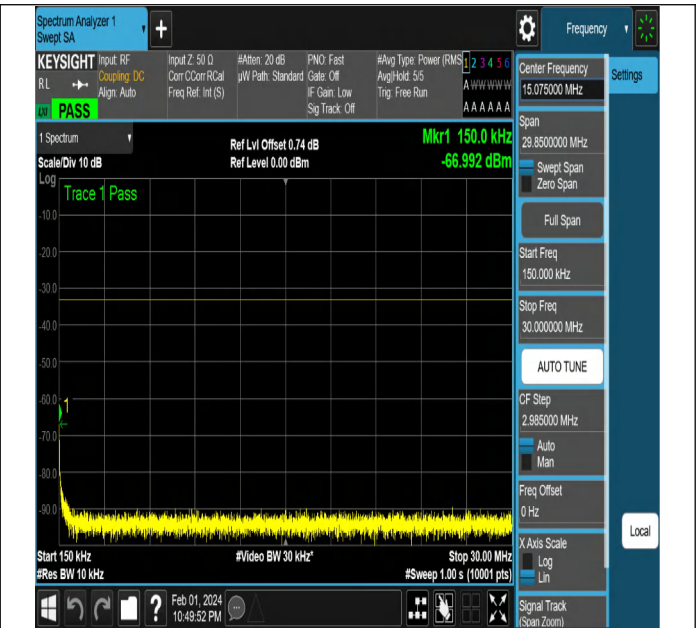 Spectrum Analyzer 1
Swept SA
Frequency
KEYSIGHT
RL
PASS
Input: RF
Coupling: DC
Align: Auto
Input Z: 50 Ω
Corr CCorr RCal
Freq Ref: Int (S)
#Atten: 20 dB
µW Path: Standard
PNO: Fast
Gate: Off
IF Gain: Low
Sig Track: Off
#Avg Type: Power (RMS
Avg|Hold: 5/5
Trig: Free Run
1 2 3 4 5 6
A W W W W W
A A A A A A
1 Spectrum
Scale/Div 10 dB
Ref Lvl Offset 0.74 dB
Ref Level 0.00 dBm
Mkr1 150.0 kHz
-66.992 dBm
Log
Trace 1 Pass
-10.0
-20.0
-30.0
-40.0
-50.0
-60.0
1
-70.0
-80.0
-90.0
Start 150 kHz
#Res BW 10 kHz
#Video BW 30 kHz*
Stop 30.00 MHz
#Sweep 1.00 s (10001 pts)
Feb 01, 2024
10:49:52 PM
Center Frequency
15.075000 MHz
Settings
Span
29.8500000 MHz
Swept Span
Zero Span
Full Span
Start Freq
150.000 kHz
Stop Freq
30.000000 MHz
AUTO TUNE
CF Step
2.985000 MHz
Auto
Man
Freq Offset
0 Hz
X Axis Scale
Log
Lin
Local
Signal Track
(Span Zoom)